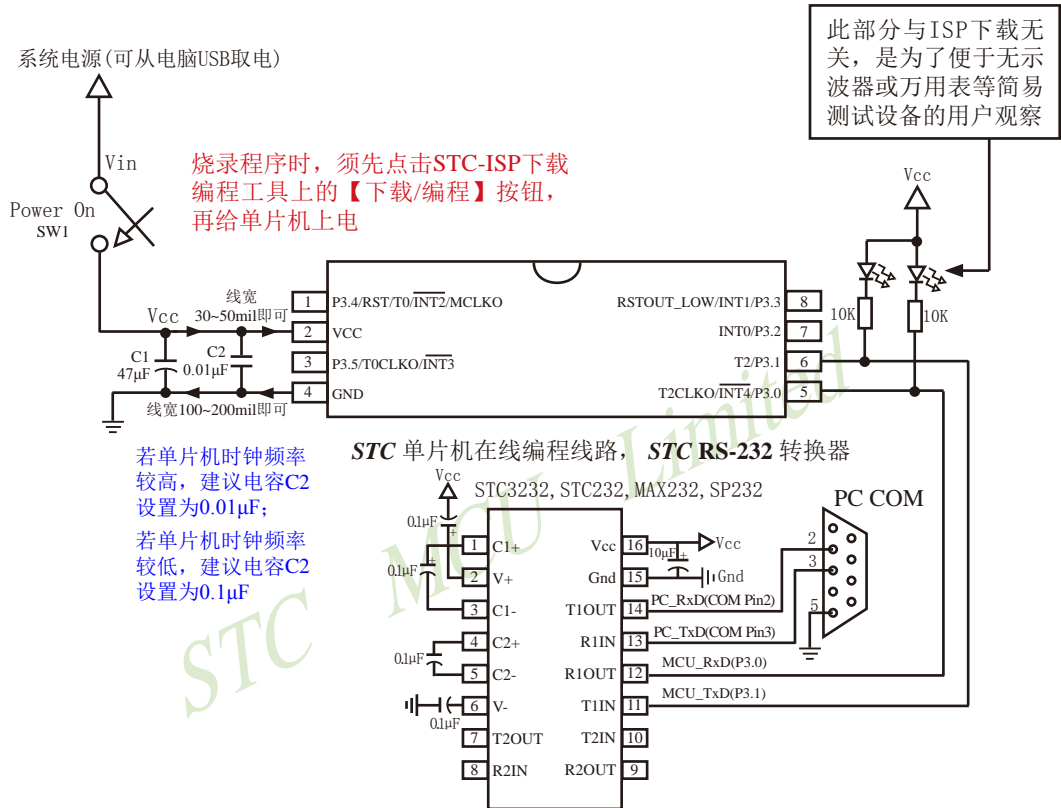 系统电源(可从电脑USB取电)
此部分与ISP下载无
关，是为了便于无示
波器或万用表等简易
测试设备的用户观察
Vin
Power On
SW1
烧录程序时，须先点击STC-ISP下载
编程工具上的【下载/编程】按钮，
再给单片机上电
Vcc
10K
10K
Vcc
线宽
30~50mil即可
C1
47μF
C2
0.01μF
线宽100~200mil即可
1 P3.4/RST/T0/INT2/MCLKO
2 VCC
3 P3.5/T0CLKO/INT3
4 GND
RSTOUT_LOW/INT1/P3.3 8
INT0/P3.2 7
T2/P3.1 6
T2CLKO/INT4/P3.0 5
若单片机时钟频率
较高，建议电容C2
设置为0.01μF；
若单片机时钟频率
较低，建议电容C2
设置为0.1μF
STC 单片机在线编程线路， STC RS-232 转换器
STC3232, STC232, MAX232, SP232
Vcc
0.1μF
+
0.1μF
+
0.1μF
0.1μF
1 C1+
2 V+
3 C1-
4 C2+
5 C2-
6 V-
7 T2OUT
8 R2IN
Vcc 16
Gnd 15
T1OUT 14
R1IN 13
R1OUT 12
T1IN 11
T2IN 10
R2OUT 9
10μF
+
Vcc
Gnd
PC_RxD(COM Pin2)
PC_TxD(COM Pin3)
MCU_RxD(P3.0)
MCU_TxD(P3.1)
PC COM
2
3
5
STC MCU Limited